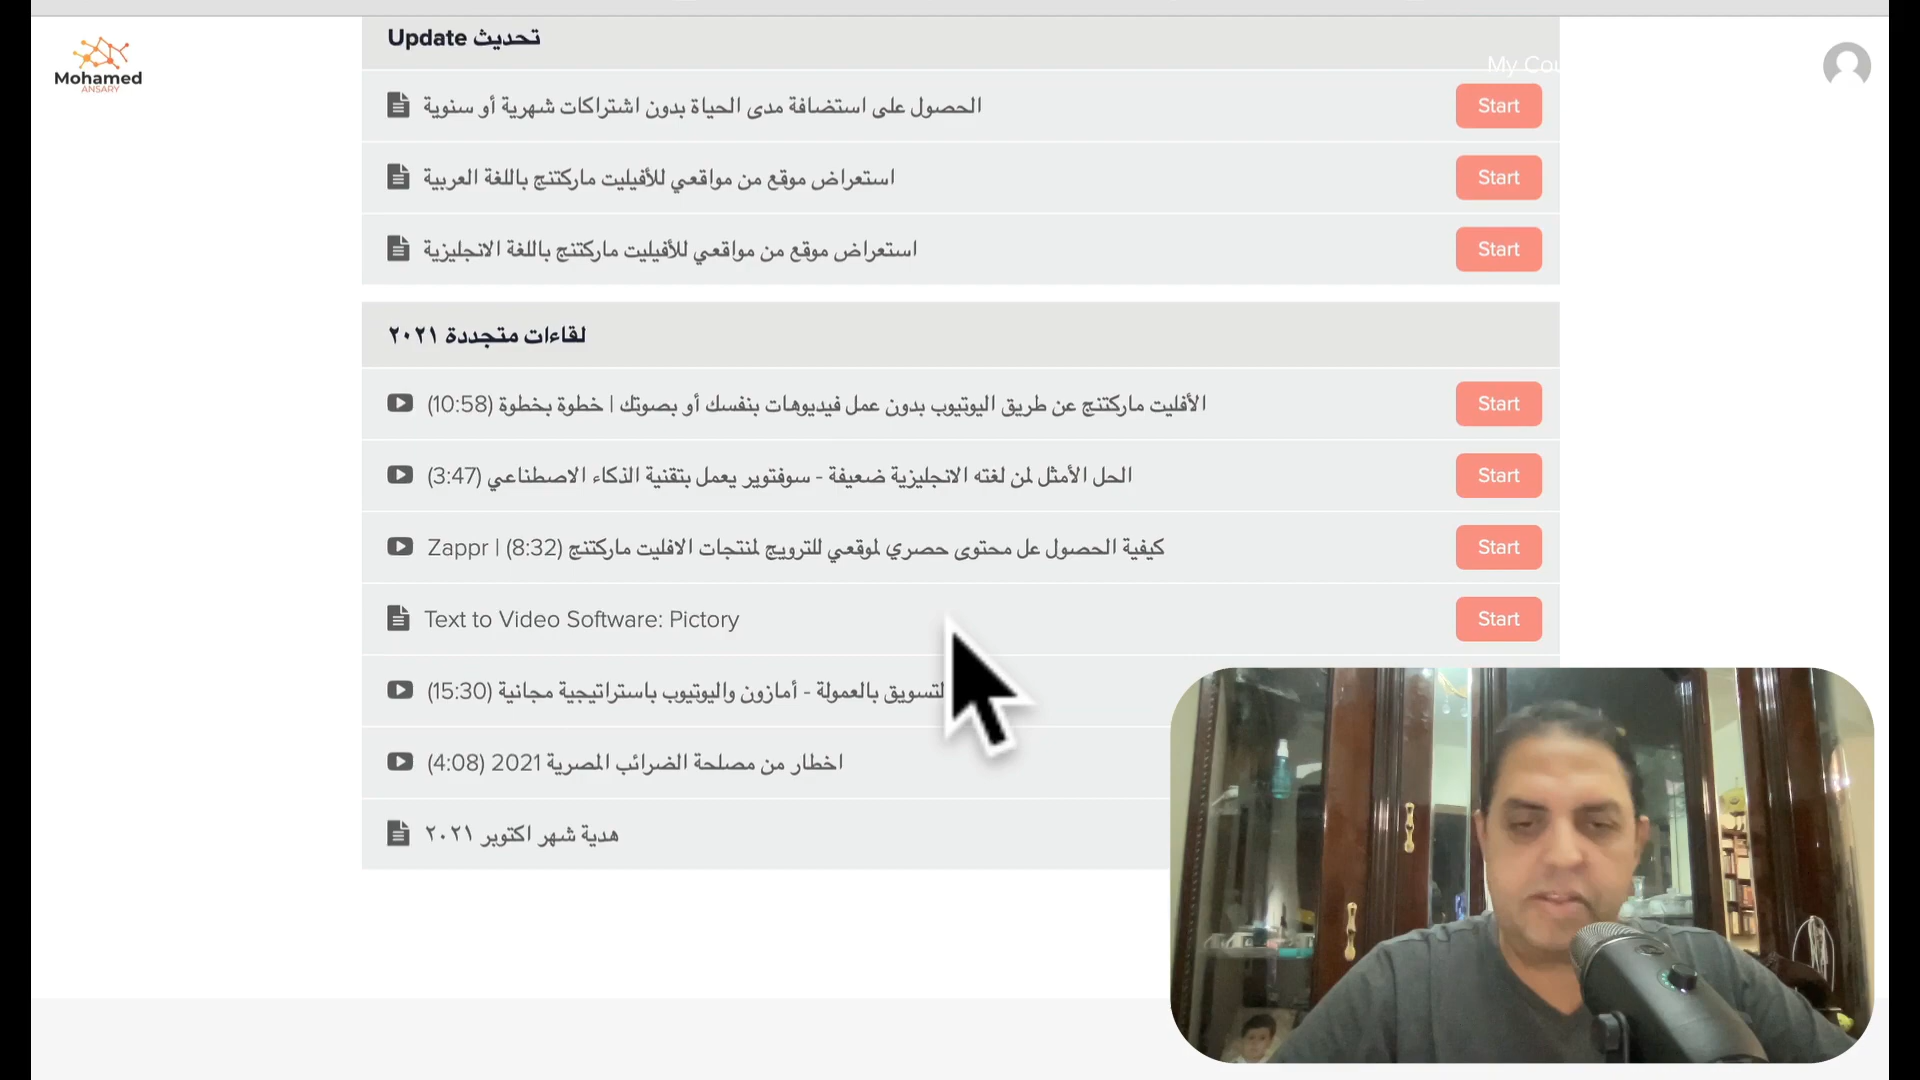 Mohamed
ANSARY
My Cou
Update تحديث
الحصول على استضافة مدى الحياة بدون اشتراكات شهرية أو سنوية
Start
استعراض موقع من مواقعي للأفيليت ماركتنج باللغة العربية
Start
استعراض موقع من مواقعي للأفيليت ماركتنج باللغة الانجليزية
Start
لقاءات متجددة ٢٠٢١
الأفليت ماركتنج عن طريق اليوتيوب بدون عمل فيديوهات بنفسك أو بصوتك | خطوة بخطوة (10:58)
Start
الحل الأمثل لمن لغته الانجليزية ضعيفة - سوفتوير يعمل بتقنية الذكاء الاصطناعي (3:47)
Start
Zappr | كيفية الحصول عل محتوى حصري لموقعي للترويج لمنتجات الافليت ماركتنج (8:32)
Start
Text to Video Software: Pictory
Start
لتسويق بالعمولة - أمازون واليوتيوب باستراتيجية مجانية (15:30)
اخطار من مصلحة الضرائب المصرية 2021 (4:08)
هدية شهر اكتوبر ٢٠٢١